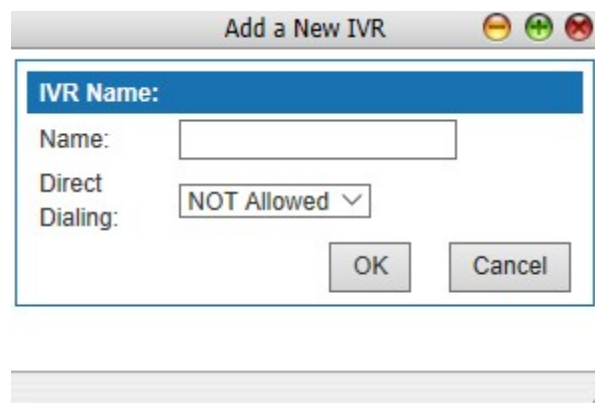 Add a New IVR
IVR Name:
Name:
Direct
Dialing:
NOT Allowed
OK
Cancel